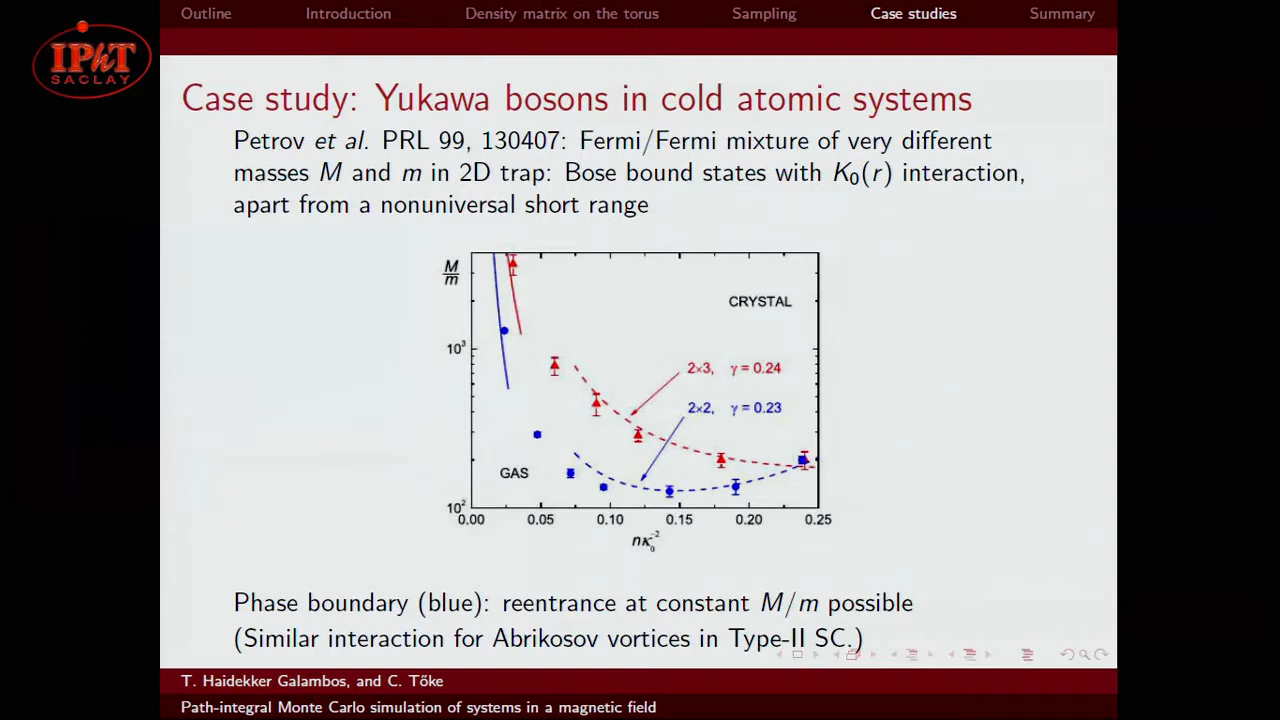 Outline Introduction Density matrix on the torus Sampling Case studies Summary
IPhT
SACLAY
Case study: Yukawa bosons in cold atomic systems
Petrov et al. PRL 99, 130407: Fermi/Fermi mixture of very different
masses M and m in 2D trap: Bose bound states with K₀(r) interaction,
apart from a nonuniversal short range
M/m
CRYSTAL
10³
2×3, γ = 0.24
2×2, γ = 0.23
GAS
10²
0.00 0.05 0.10 0.15 0.20 0.25
nκ₀⁻²
Phase boundary (blue): reentrance at constant M/m possible
(Similar interaction for Abrikosov vortices in Type-II SC.)
T. Haidekker Galambos, and C. Tőke
Path-integral Monte Carlo simulation of systems in a magnetic field